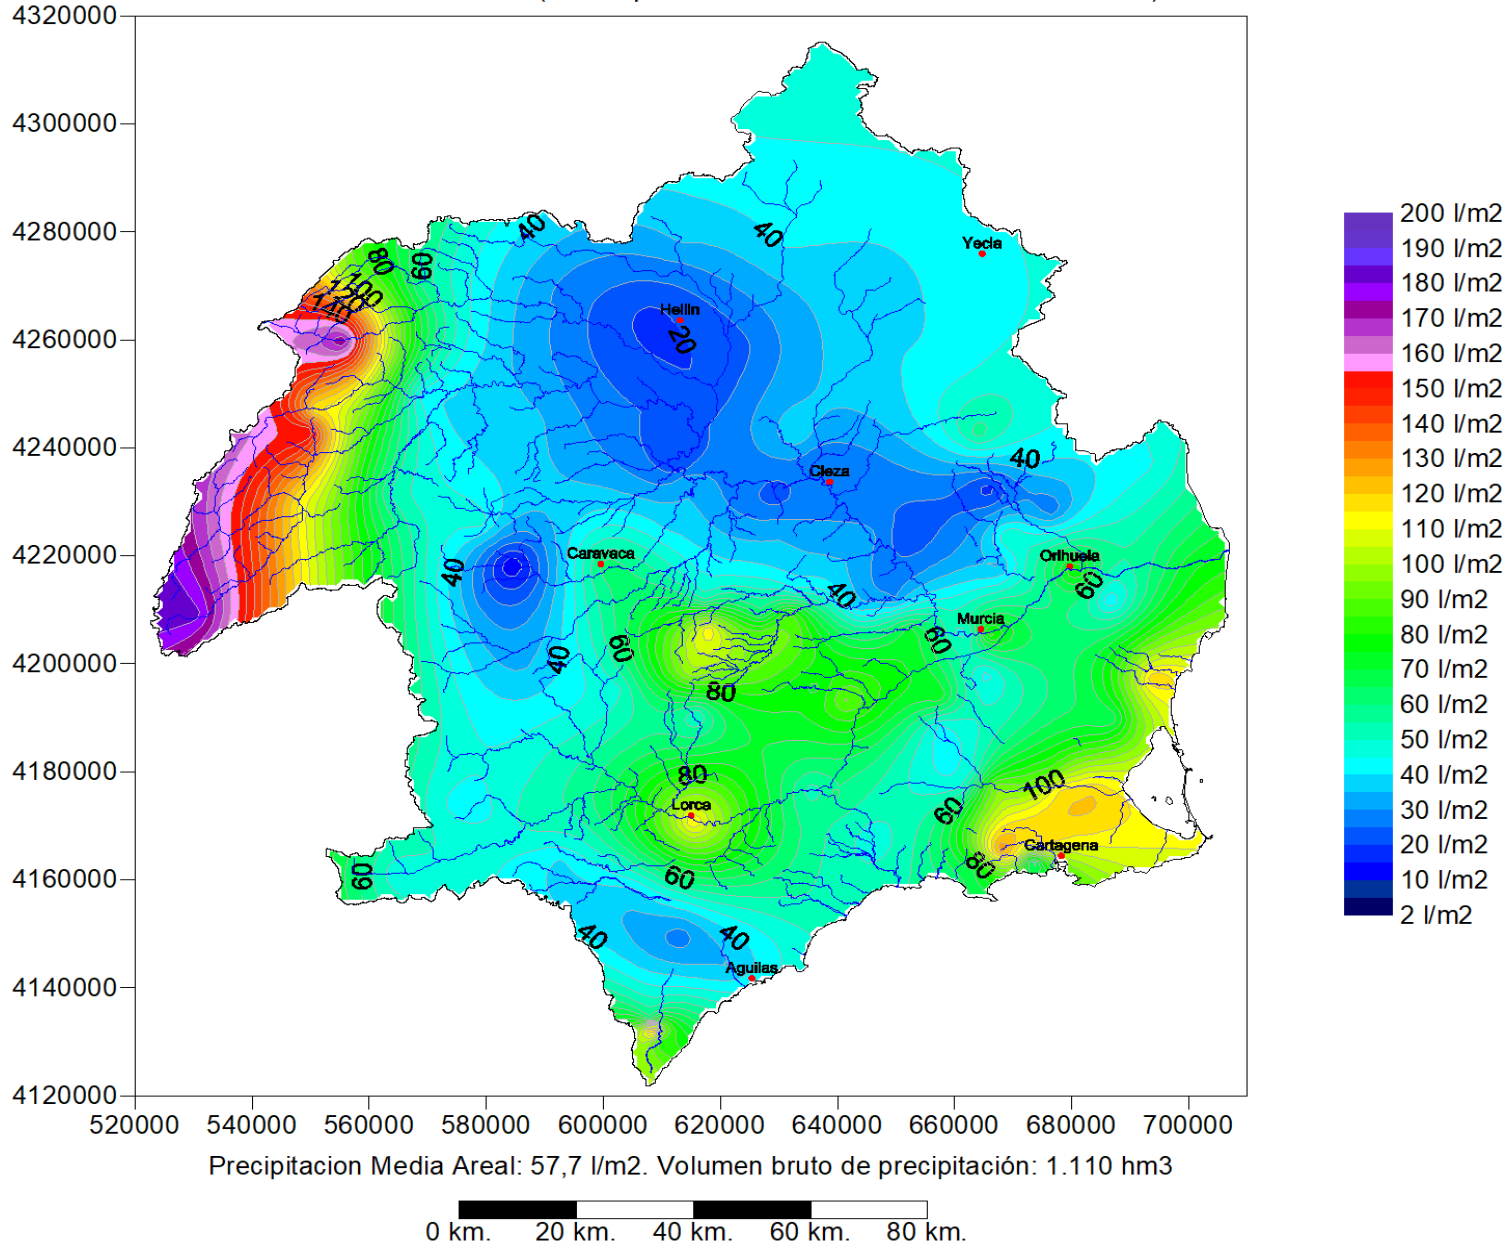 4320000
4300000
4280000
4260000
4240000
4220000
4200000
4180000
4160000
4140000
4120000
520000 540000 560000 580000 600000 620000 640000 660000 680000 700000
40
40
80
60
100
120
140
Yecla
Hellin
20
Cieza
40
40
Caravaca
Orihuela
60
40
Murcia
60
60
40
80
80
Lorca
100
60
Cartagena
80
60
60
40
40
Aguilas
200 l/m2
190 l/m2
180 l/m2
170 l/m2
160 l/m2
150 l/m2
140 l/m2
130 l/m2
120 l/m2
110 l/m2
100 l/m2
90 l/m2
80 l/m2
70 l/m2
60 l/m2
50 l/m2
40 l/m2
30 l/m2
20 l/m2
10 l/m2
2 l/m2
Precipitacion Media Areal: 57,7 l/m2. Volumen bruto de precipitación: 1.110 hm3
0 km. 20 km. 40 km. 60 km. 80 km.